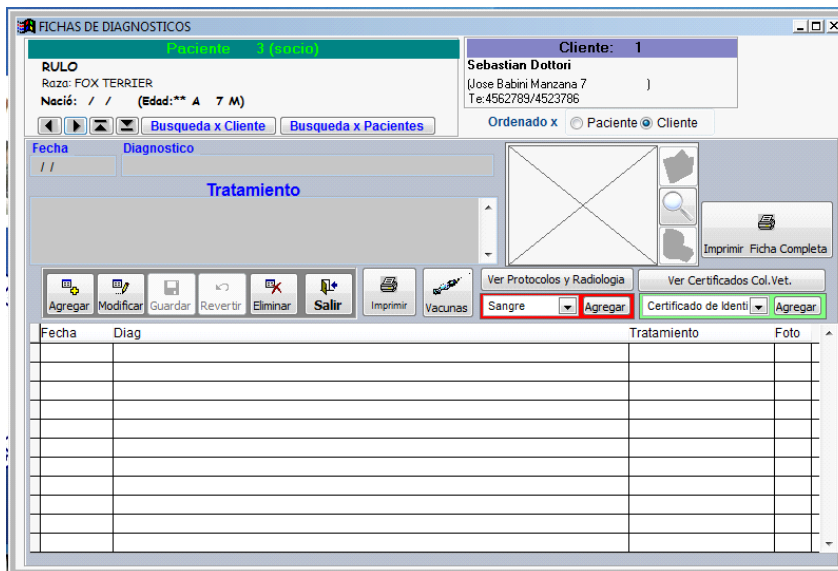 FICHAS DE DIAGNOSTICOS
Paciente 3 (socio)
RULO
Raza: FOX TERRIER
Nació: / / (Edad:** A 7 M)
Busqueda x Cliente Busqueda x Pacientes
Cliente: 1
Sebastian Dottori
(Jose Babini Manzana 7 )
Te:4562789/4523786
Ordenado x Paciente Cliente
Fecha Diagnostico
/ /
Tratamiento
Imprimir Ficha Completa
Agregar Modificar Guardar Revertir Eliminar Salir Imprimir Vacunas
Ver Protocolos y Radiologia Ver Certificados Col.Vet.
Sangre Agregar Certificado de Identi Agregar
Fecha Diag Tratamiento Foto